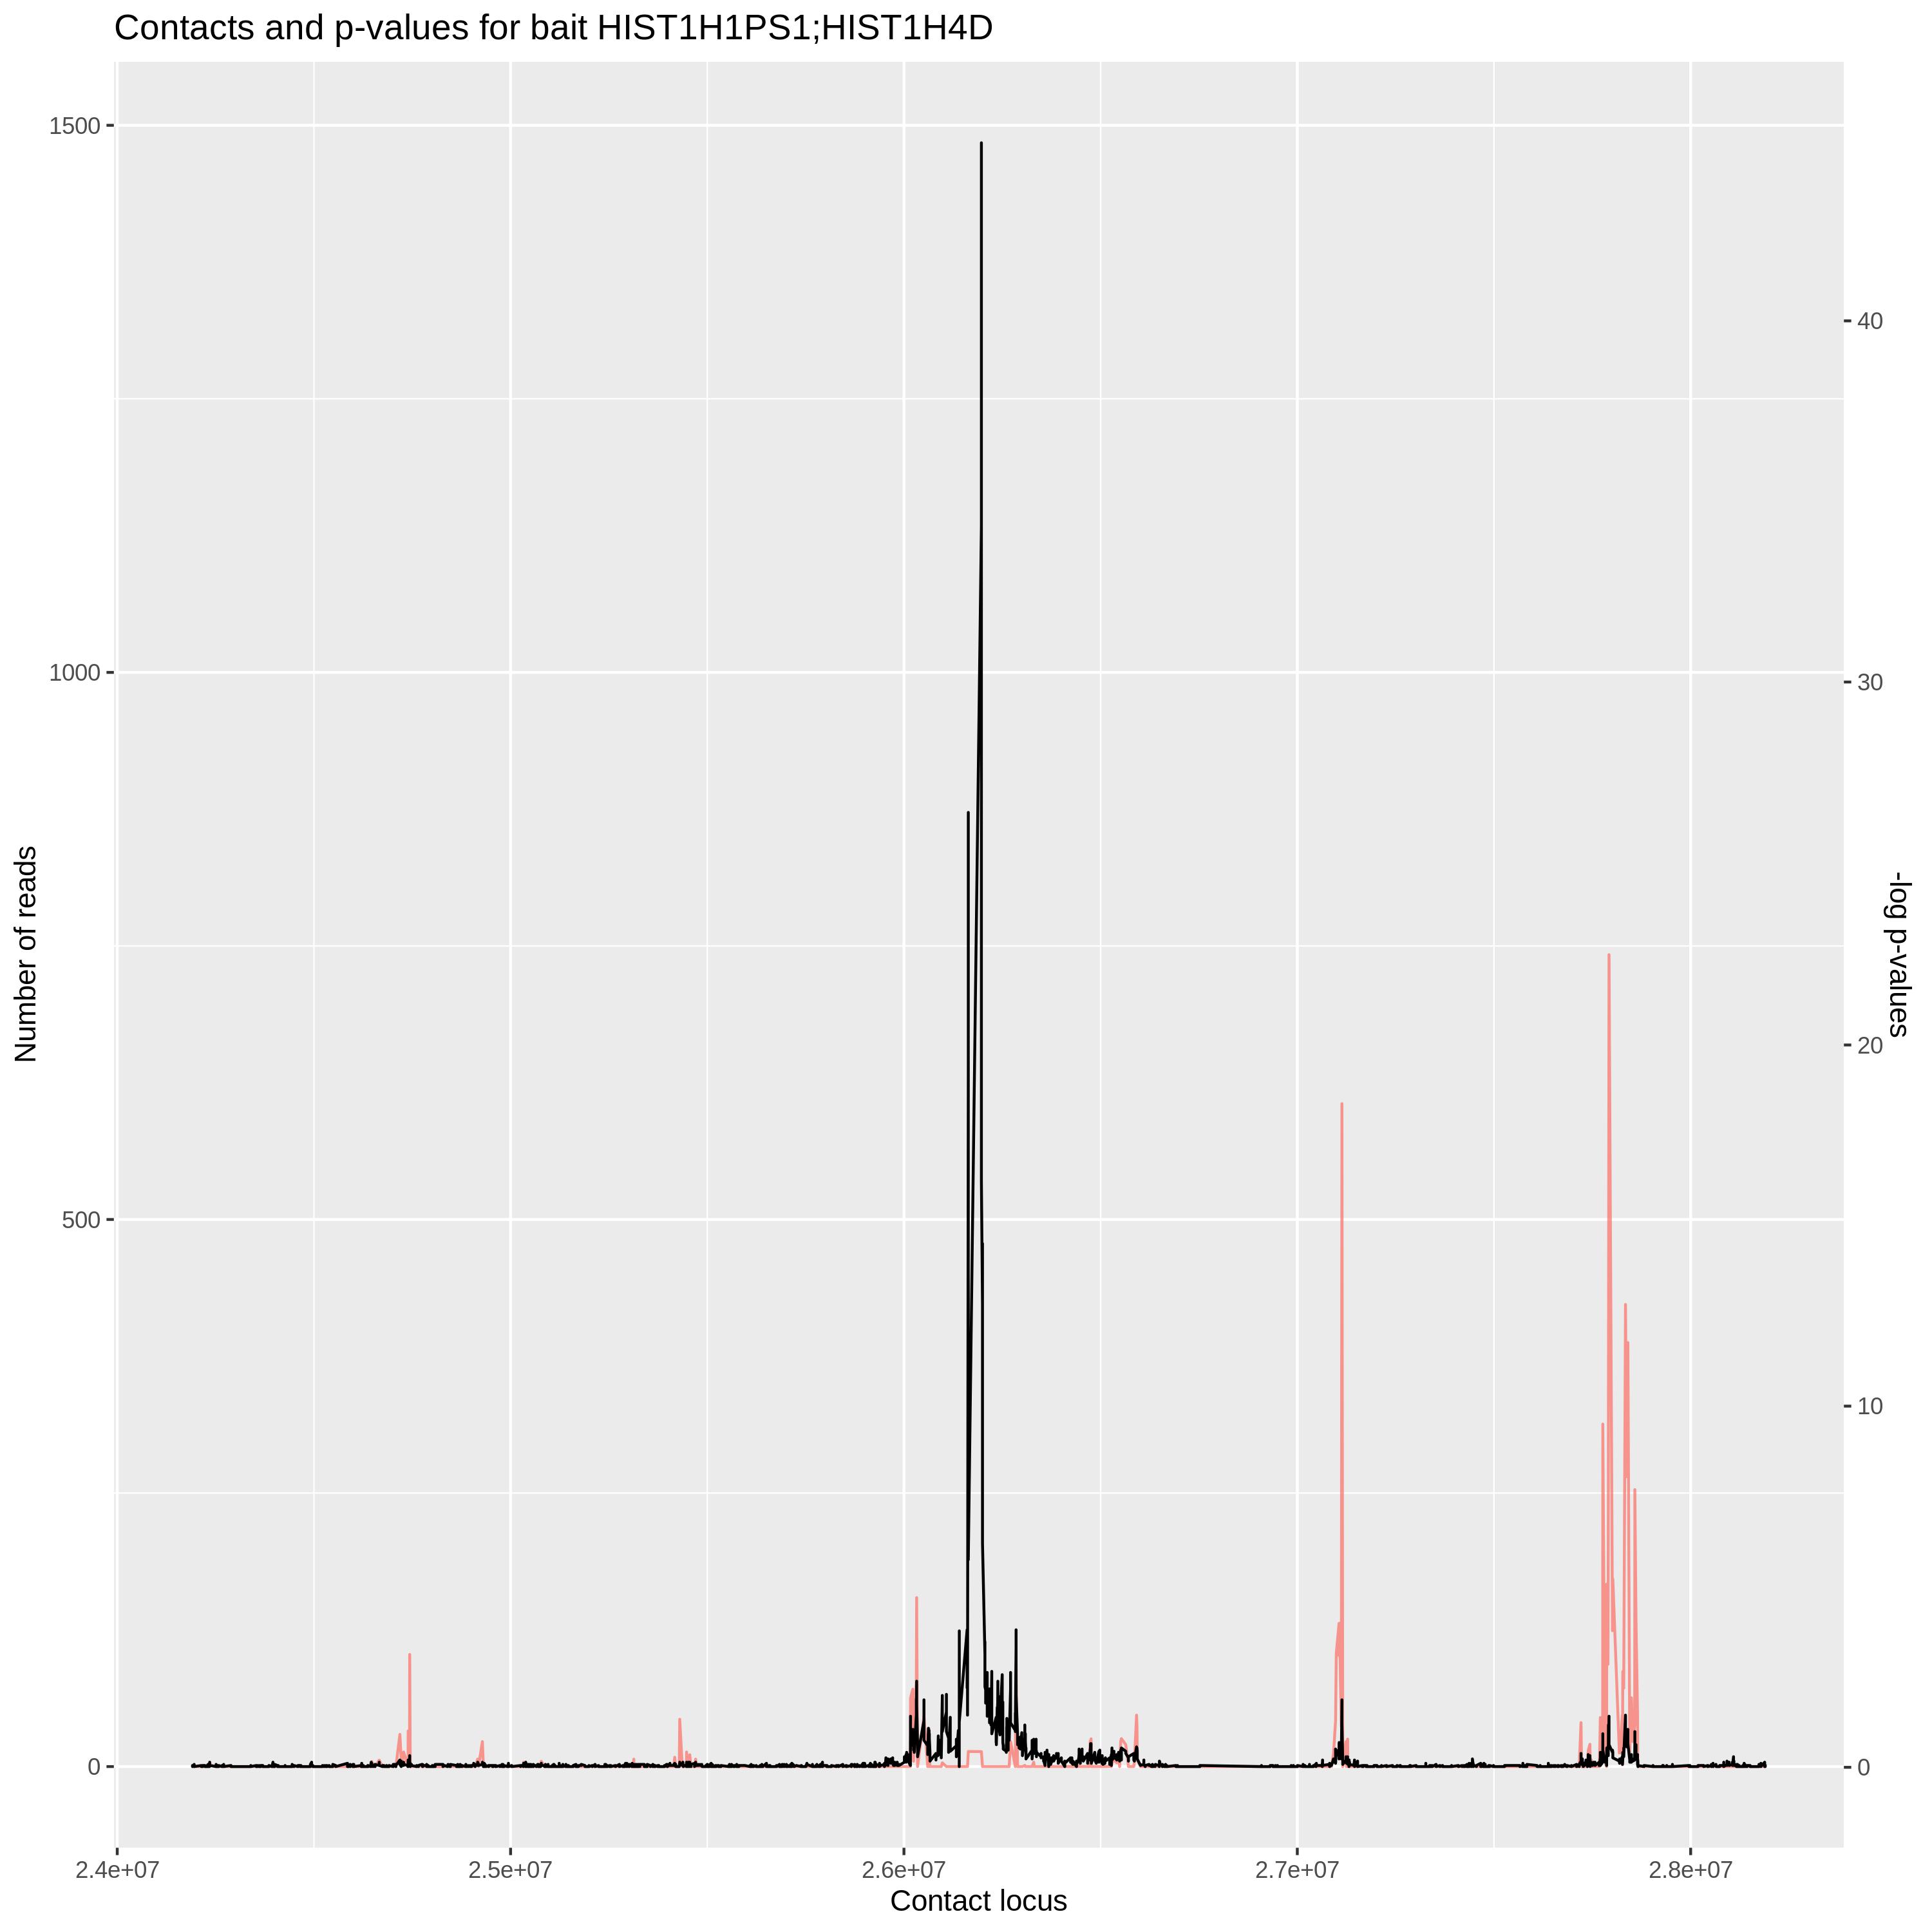 Contacts and p-values for bait HIST1H1PS1;HIST1H4D
1500
1000
500
0
Number of reads
40
30
20
10
0
-log p-values
2.4e+07
2.5e+07
2.6e+07
2.7e+07
2.8e+07
Contact locus